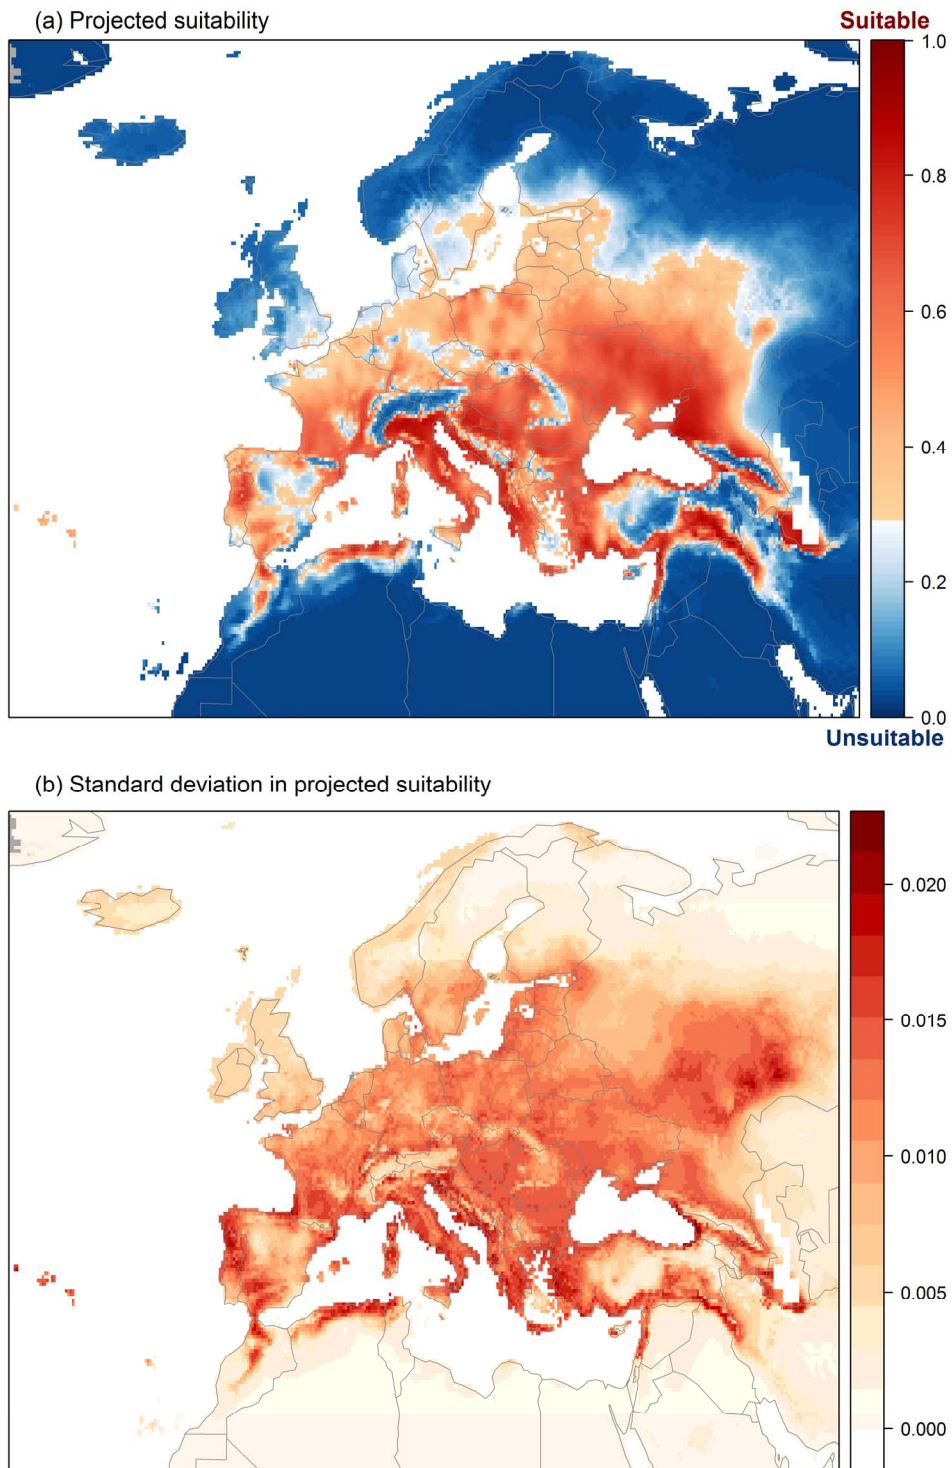 (a) Projected suitability
Suitable
1.0
0.8
0.6
0.4
0.2
0.0
Unsuitable
(b) Standard deviation in projected suitability
0.020
0.015
0.010
0.005
0.000